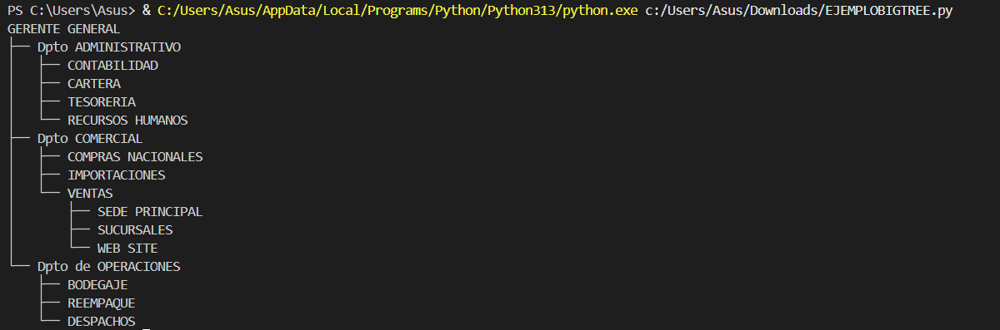 PS C:\Users\Asus> & C:/Users/Asus/AppData/Local/Programs/Python/Python313/python.exe c:/Users/Asus/Downloads/EJEMPLOBIGTREE.py
GERENTE GENERAL
├── Dpto ADMINISTRATIVO
│   ├── CONTABILIDAD
│   ├── CARTERA
│   ├── TESORERIA
│   └── RECURSOS HUMANOS
├── Dpto COMERCIAL
│   ├── COMPRAS NACIONALES
│   ├── IMPORTACIONES
│   └── VENTAS
│       ├── SEDE PRINCIPAL
│       ├── SUCURSALES
│       └── WEB SITE
└── Dpto de OPERACIONES
    ├── BODEGAJE
    ├── REEMPAQUE
    └── DESPACHOS